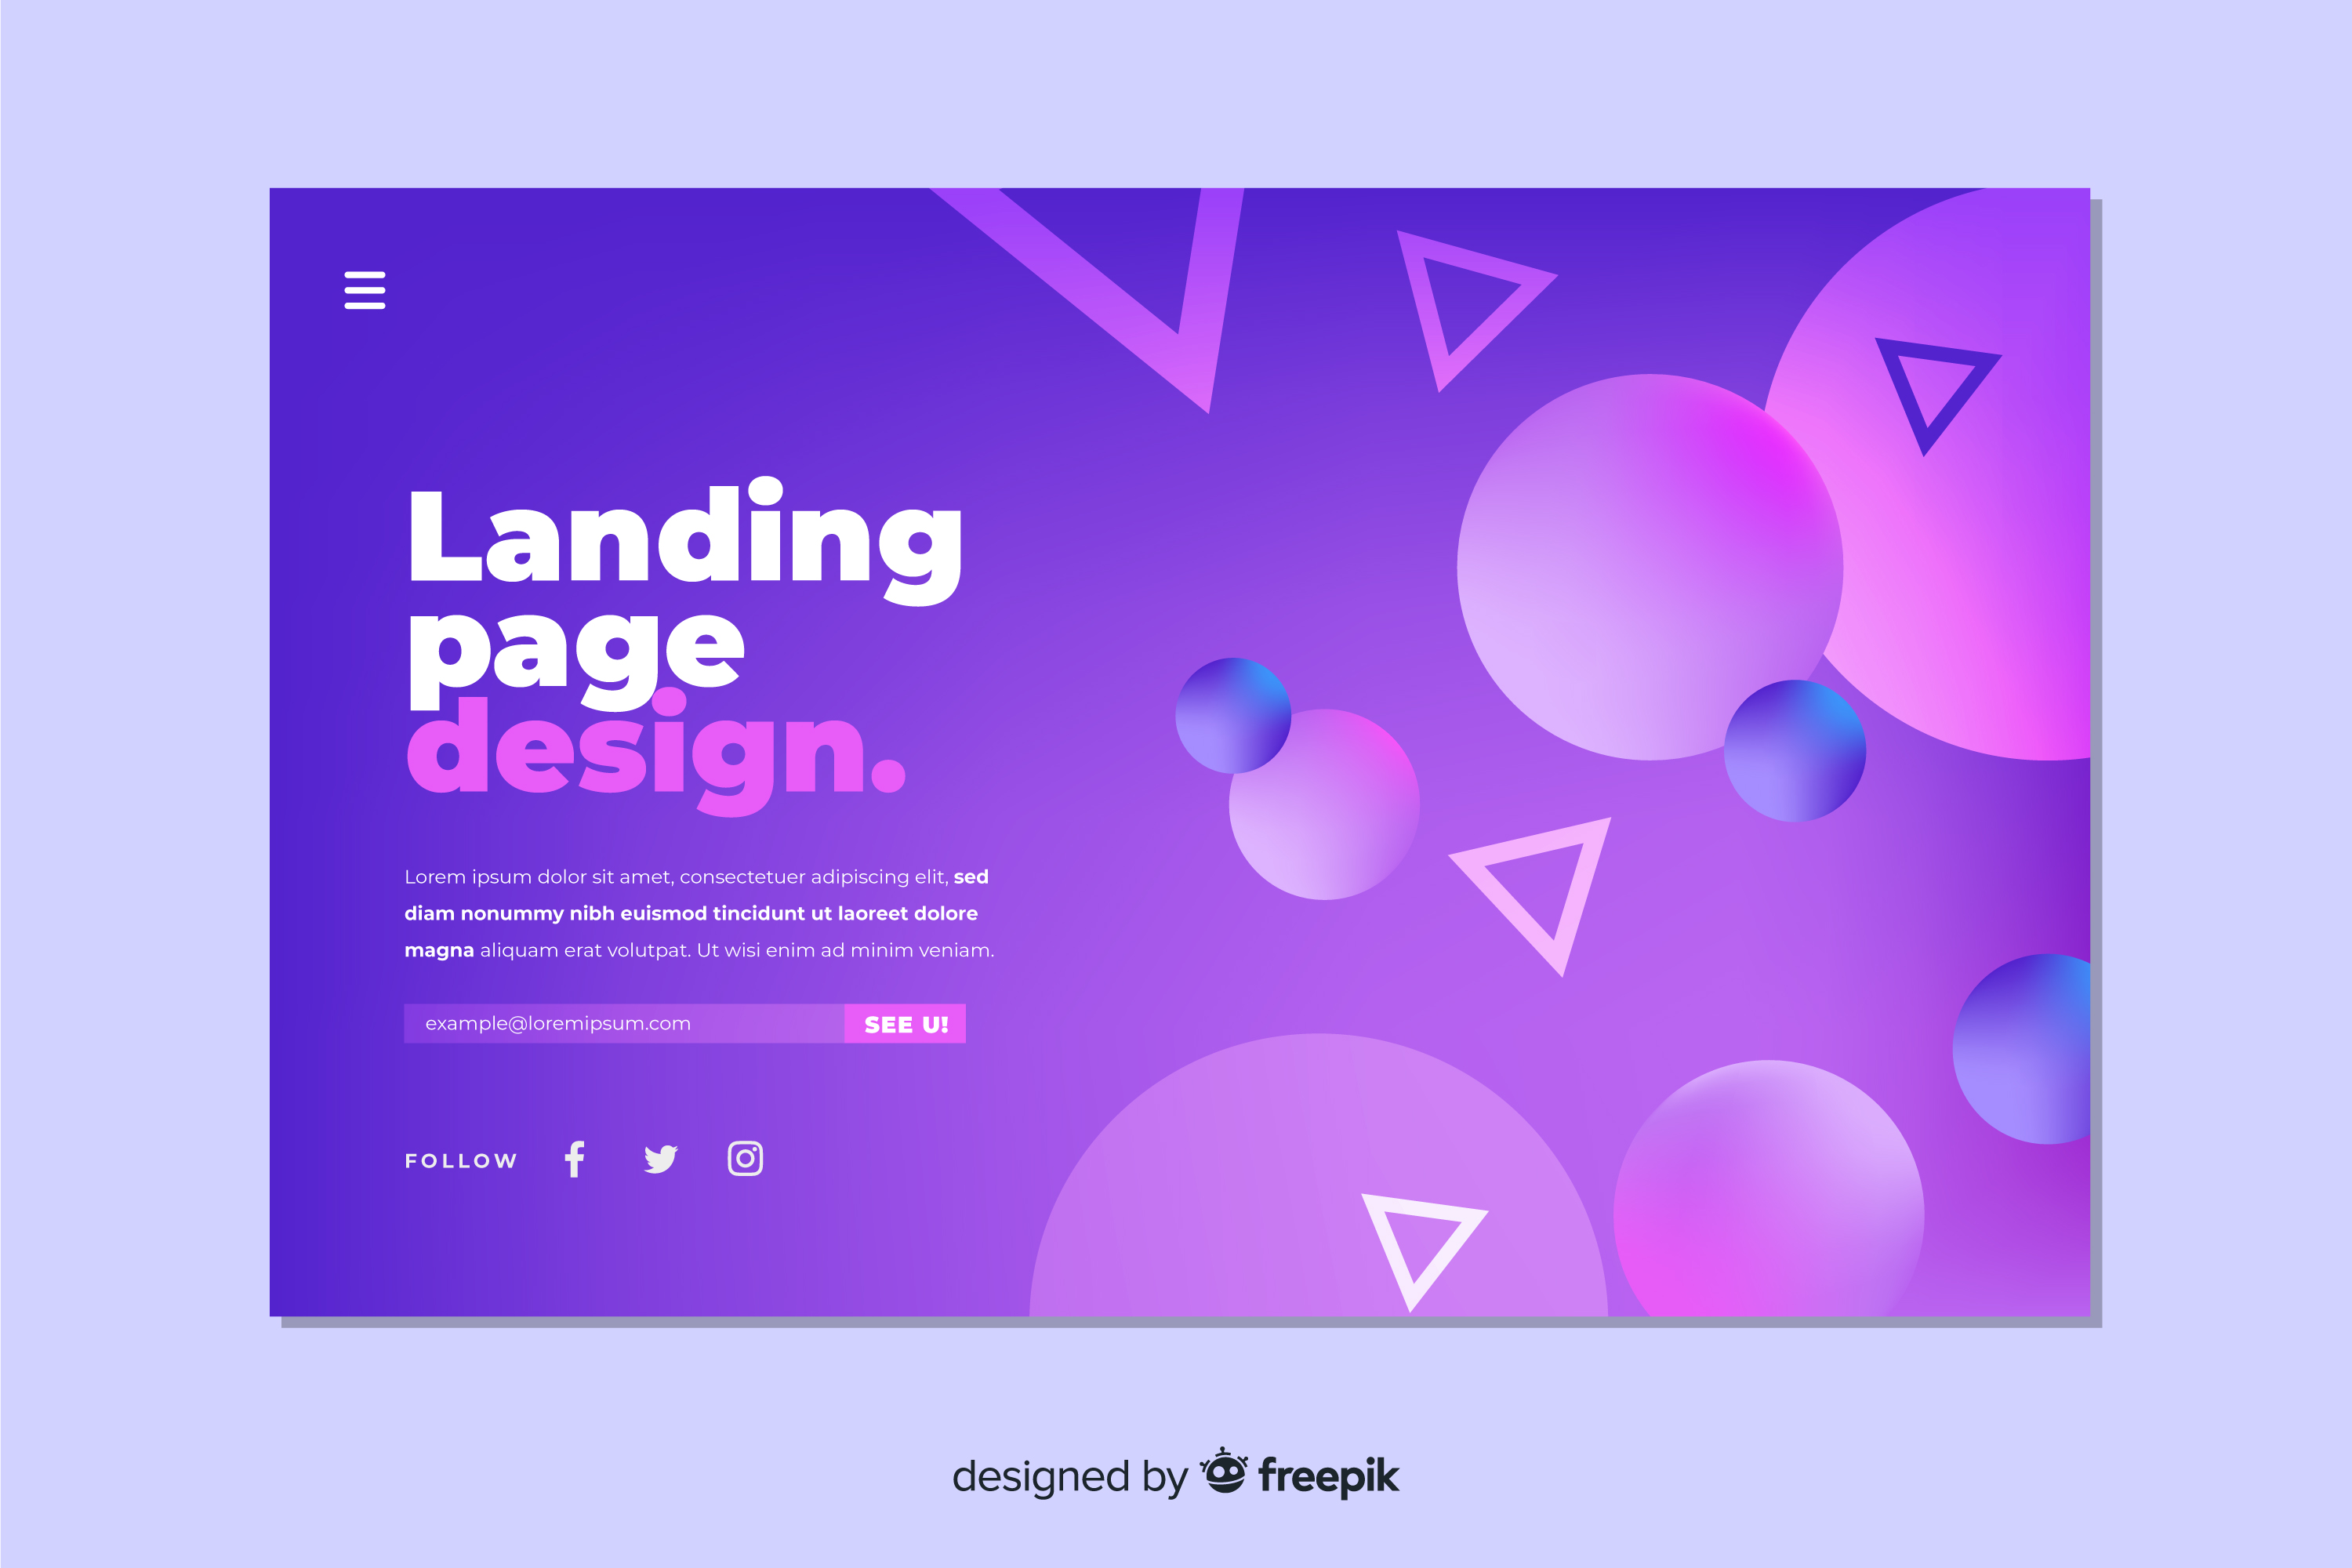 Landing
page
design.
Lorem ipsum dolor sit amet, consectetuer adipiscing elit, sed
diam nonummy nibh euismod tincidunt ut laoreet dolore
magna aliquam erat volutpat. Ut wisi enim ad minim veniam.
example@loremipsum.com SEE U!
FOLLOW
designed by freepik